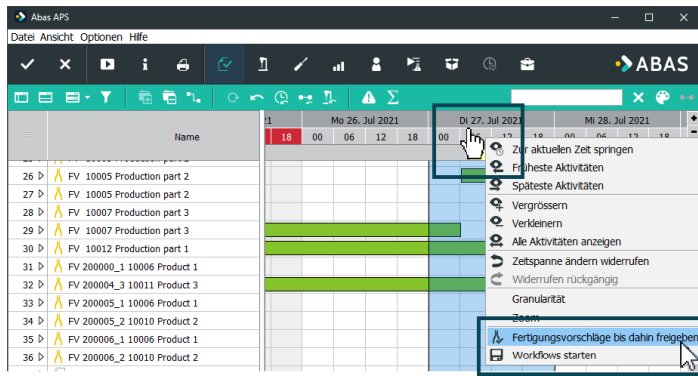 Abas APS
Datei Ansicht Optionen Hilfe
ABAS
Mo 26. Jul 2021
Di 27. Jul 2021
Mi 28. Jul 2021
18 00 06 12 18 00 06 12 18 00 06 12 18
Name
Zur aktuellen Zeit springen
Früheste Aktivitäten
Späteste Aktivitäten
Vergrössern
Verkleinern
Alle Aktivitäten anzeigen
Zeitspanne ändern widerrufen
Widerrufen rückgängig
Granularität
Zoom
Fertigungsvorschläge bis dahin freigeben
Workflows starten
26 FV 10005 Production part 2
27 FV 10005 Production part 2
28 FV 10007 Production part 3
29 FV 10007 Production part 3
30 FV 10012 Production part 1
31 FV 200000_1 10006 Product 1
32 FV 200004_3 10011 Product 3
33 FV 200005_1 10006 Product 1
34 FV 200005_2 10010 Product 2
35 FV 200006_1 10006 Product 1
36 FV 200006_2 10010 Product 2